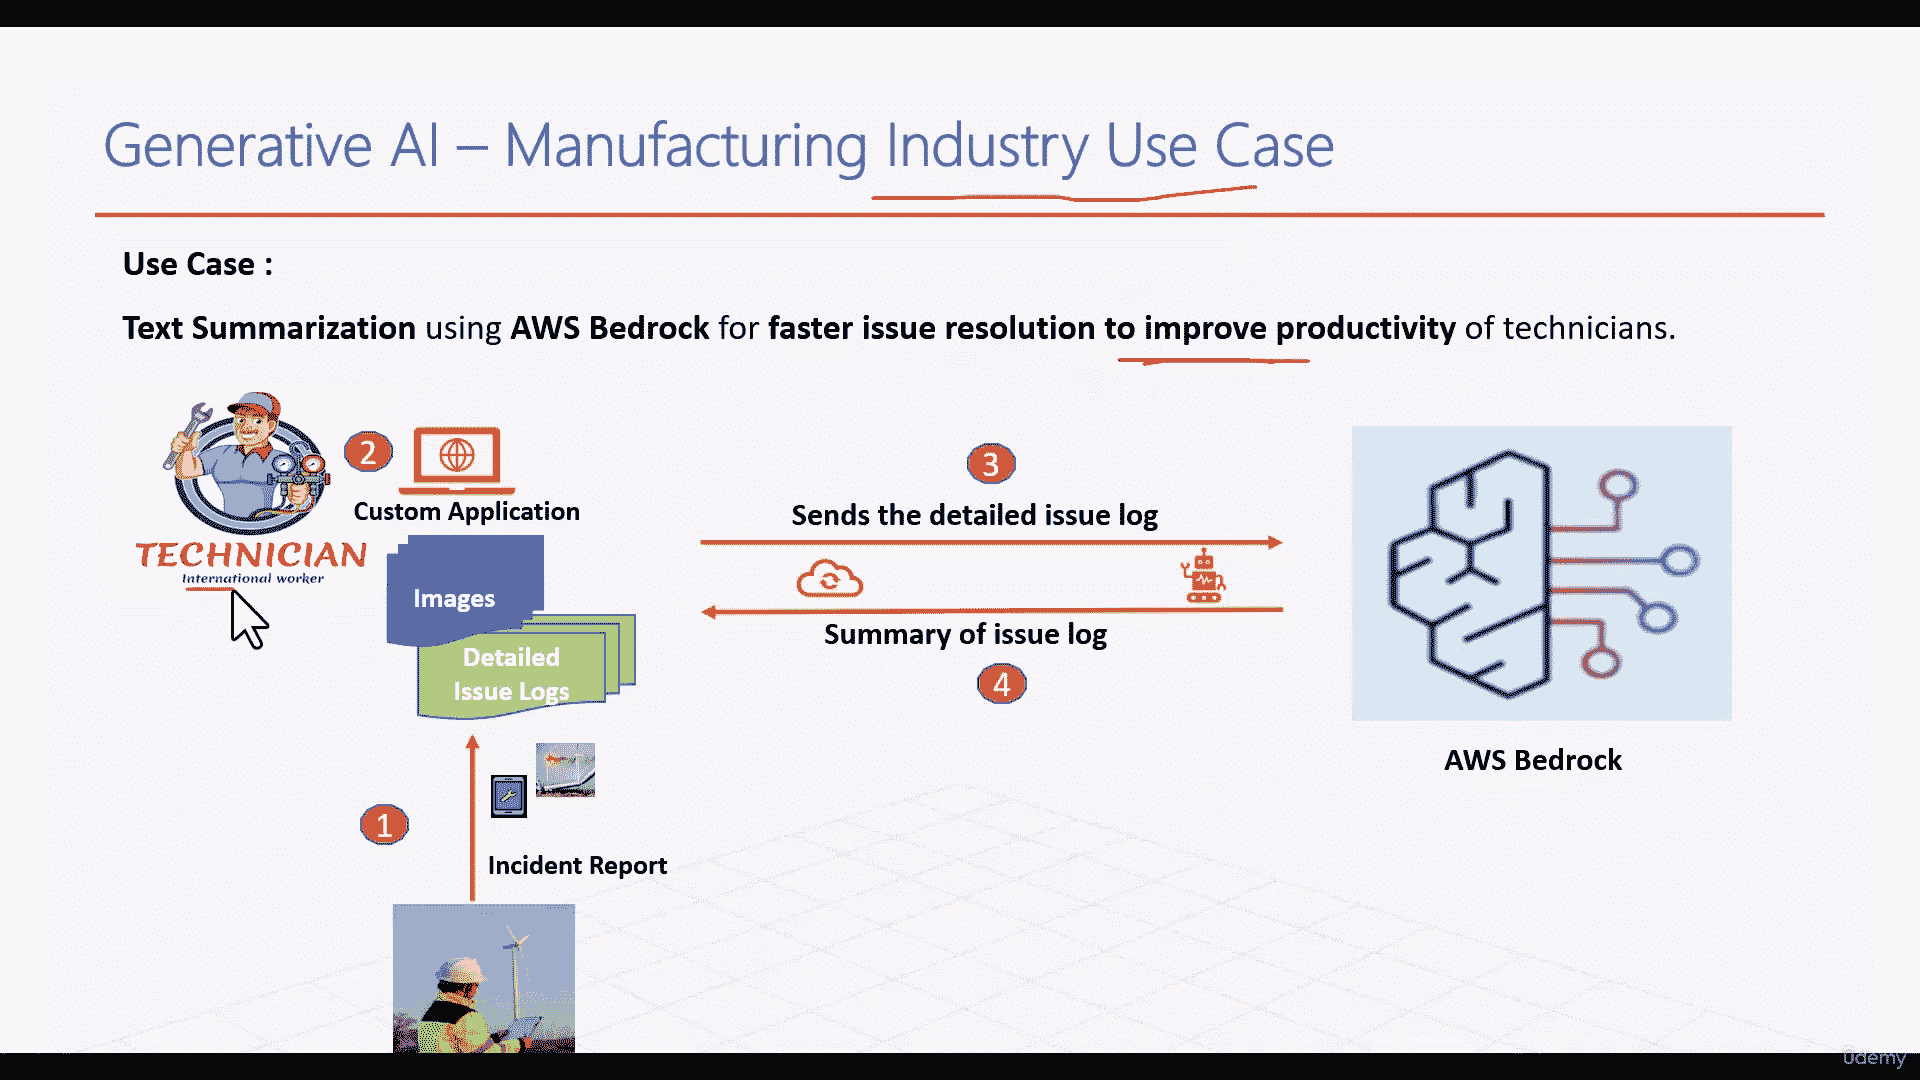 Generative AI – Manufacturing Industry Use Case
Use Case :
Text Summarization using AWS Bedrock for faster issue resolution to improve productivity of technicians.
2
3
Custom Application
Sends the detailed issue log
TECHNICIAN
International worker
Images
Summary of issue log
Detailed
Issue Logs
4
AWS Bedrock
1
Incident Report
ûdemy